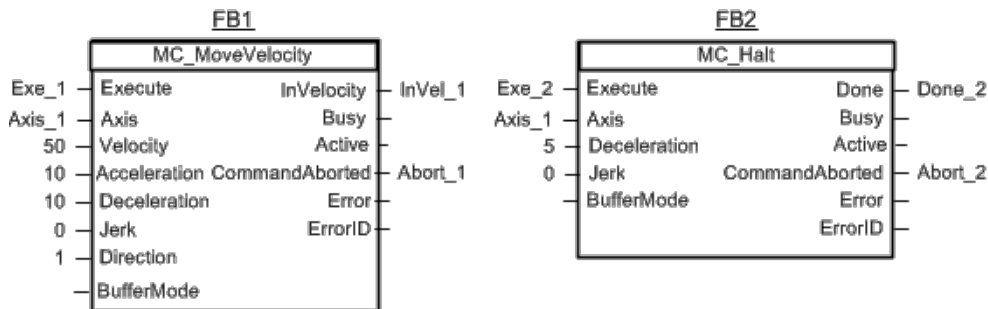 FB1 FB2
MC_MoveVelocity MC_Halt
Exe_1 Execute InVelocity InVel_1 Exe_2 Execute Done Done_2
Axis_1 Axis Busy Axis_1 Axis Busy
50 Velocity Active 5 Deceleration Active
10 Acceleration CommandAborted Abort_1 0 Jerk CommandAborted Abort_2
10 Deceleration Error BufferMode Error
0 Jerk ErrorID ErrorID
1 Direction
BufferMode